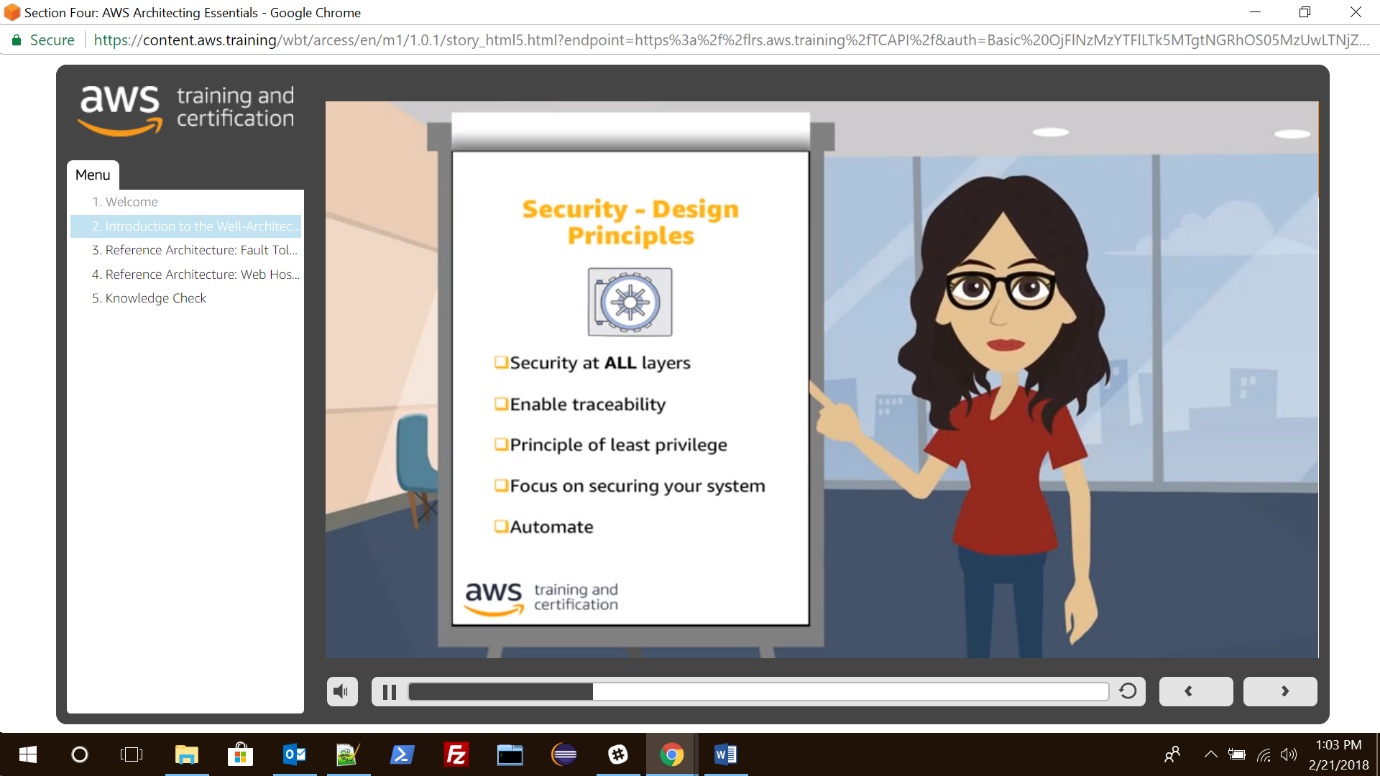 Section Four: AWS Architecting Essentials - Google Chrome
Secure
https://content.aws.training/wbt/arcess/en/m1/1.0.1/story_html5.html?endpoint=https%3a%2f%2flrs.aws.training%2fTCAPI%2f&auth=Basic%20OjFlNzMzYTFlLTk5MTgtNGRhOS05MzUwLTNjZ...
aws training and
certification
Menu
1. Welcome
2. Introduction to the Well-Architec...
3. Reference Architecture: Fault Tol...
4. Reference Architecture: Web Hos...
5. Knowledge Check
Security - Design
Principles
Security at ALL layers
Enable traceability
Principle of least privilege
Focus on securing your system
Automate
aws training and
certification
1:03 PM
2/21/2018